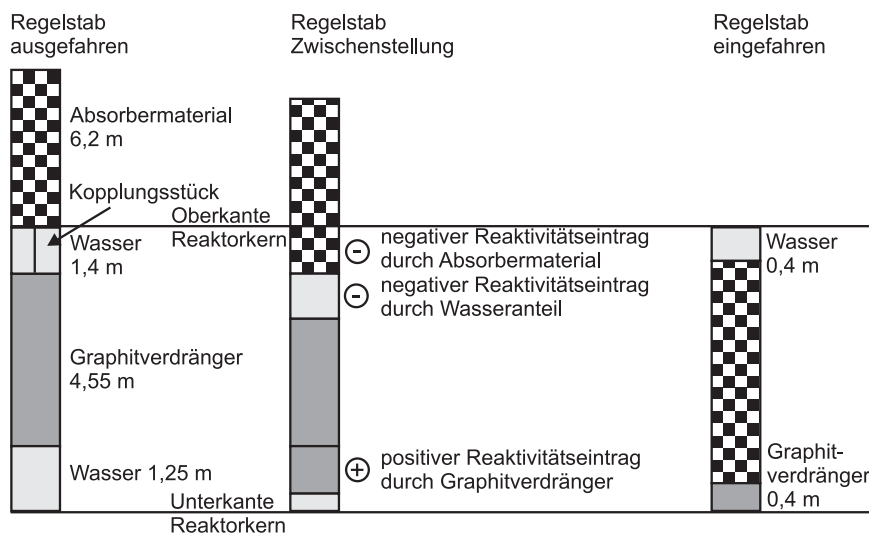 Regelstab
ausgefahren
Regelstab
Zwischenstellung
Regelstab
eingefahren
Absorbermaterial
6,2 m
Kopplungsstück
Oberkante
Reaktorkern
Wasser
1,4 m
Graphitverdränger
4,55 m
Wasser 1,25 m
Unterkante
Reaktorkern
- negativer Reaktivitätseintrag
durch Absorbermaterial
- negativer Reaktivitätseintrag
durch Wasseranteil
+ positiver Reaktivitätseintrag
durch Graphitverdränger
Wasser
0,4 m
Graphit-
verdränger
0,4 m